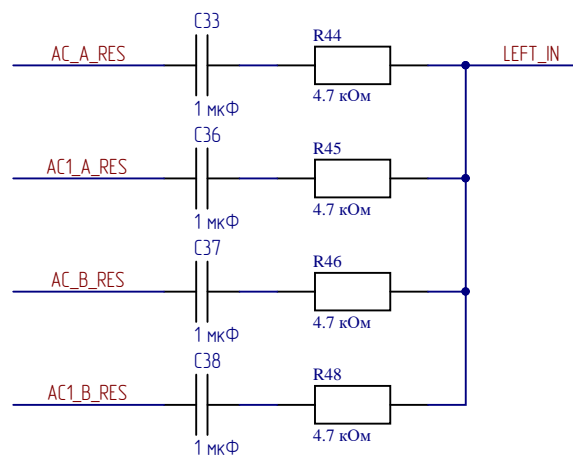 C33
R44
AC_A_RES
LEFT_IN
1 мкФ
4.7 кОм
C36
R45
AC1_A_RES
1 мкФ
4.7 кОм
C37
R46
AC_B_RES
1 мкФ
4.7 кОм
C38
R48
AC1_B_RES
1 мкФ
4.7 кОм